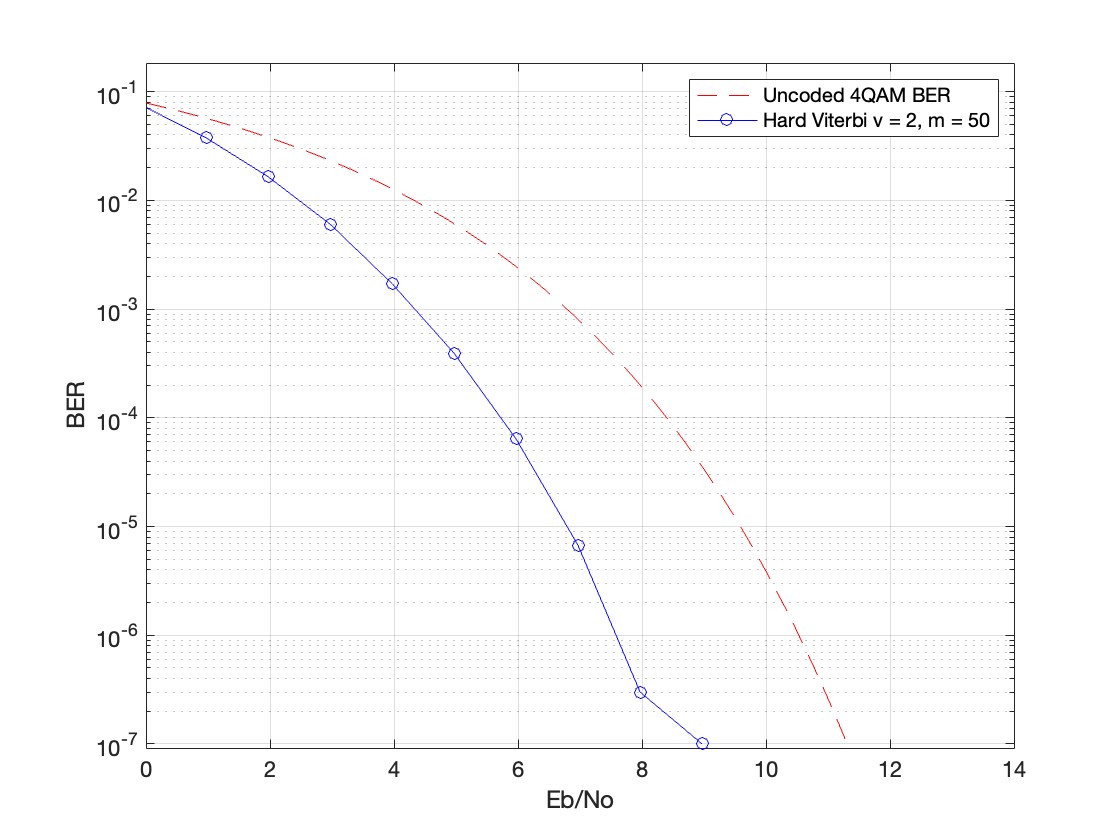 Uncoded 4QAM BER
Hard Viterbi v = 2, m = 50
10^-1
10^-2
10^-3
10^-4
10^-5
10^-6
10^-7
BER
0 2 4 6 8 10 12 14
Eb/No